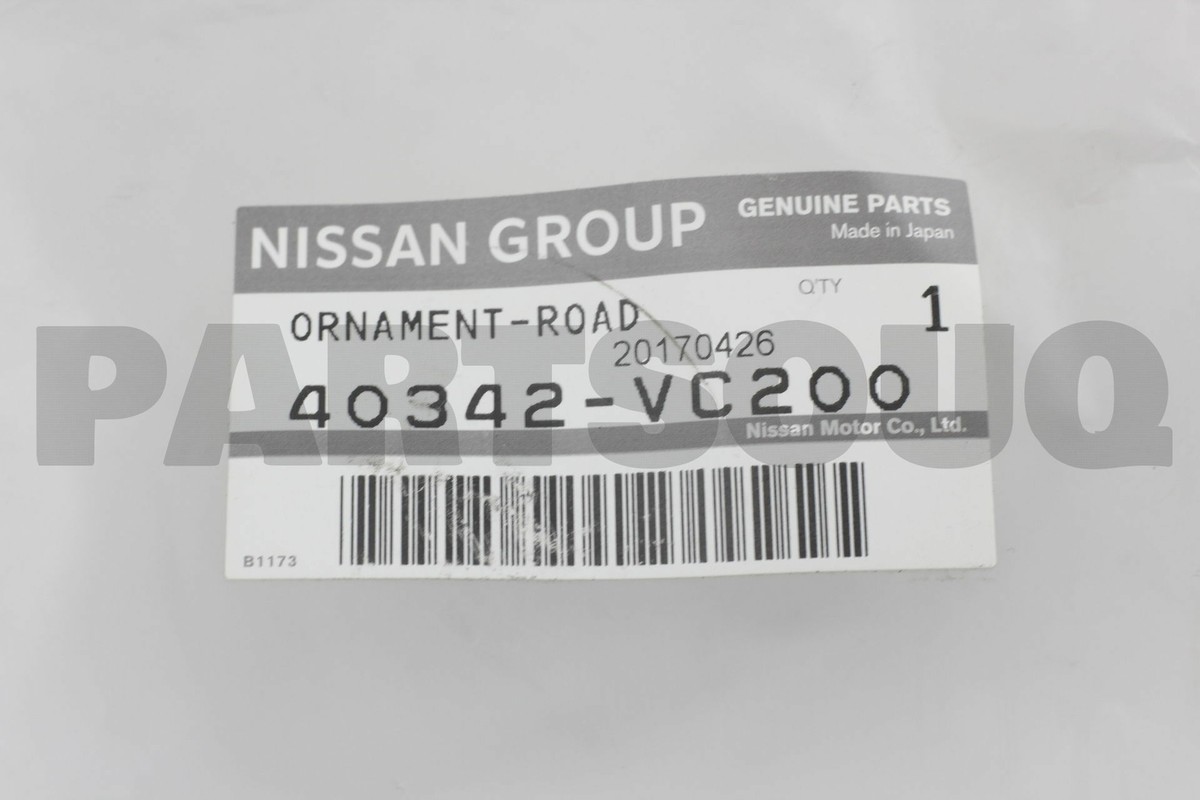 NISSAN GROUP
GENUINE PARTS
Made in Japan
Q'TY
1
ORNAMENT-ROAD
20170426
40342-VC200
Nissan Motor Co., Ltd.
B1173
PARTSOUQ